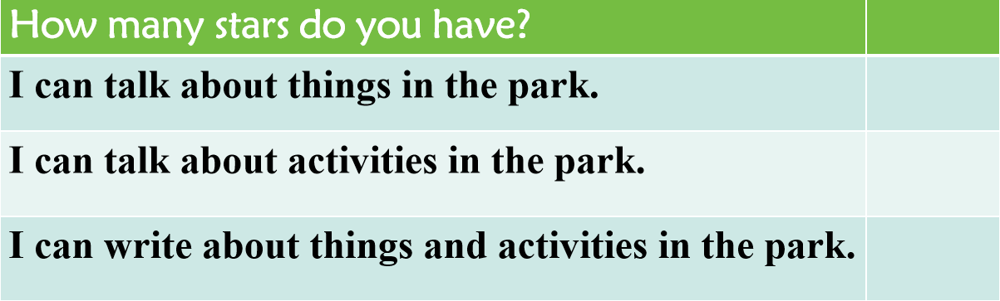 How many stars do you have?
I can talk about things in the park.
I can talk about activities in the park.
I can write about things and activities in the park.